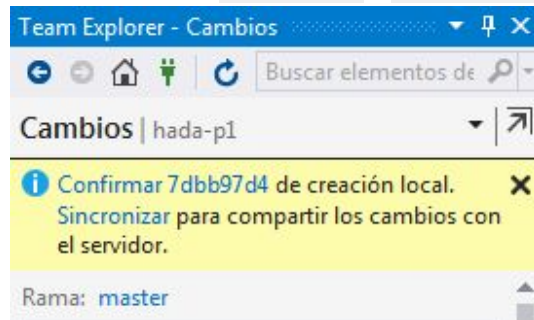 Team Explorer - Cambios
Buscar elementos de
Cambios | hada-p1
Confirmar 7dbb97d4 de creación local.
Sincronizar para compartir los cambios con
el servidor.
Rama: master